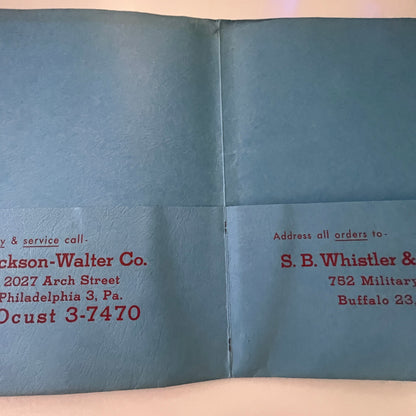 y & service call-
ckson-Walter Co.
2027 Arch Street
Philadelphia 3, Pa.
Ocust 3-7470
Address all orders to-
S. B. Whistler &
752 Military
Buffalo 23,